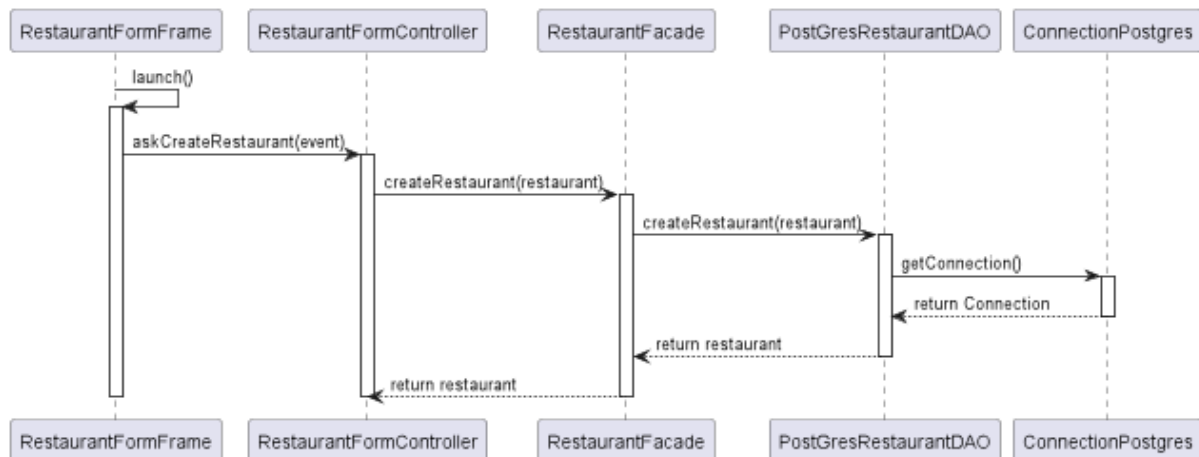 RestaurantFormFrame RestaurantFormController RestaurantFacade PostGresRestaurantDAO ConnectionPostgres
launch()
askCreateRestaurant(event)
createRestaurant(restaurant)
createRestaurant(restaurant)
getConnection()
return Connection
return restaurant
return restaurant
RestaurantFormFrame RestaurantFormController RestaurantFacade PostGresRestaurantDAO ConnectionPostgres